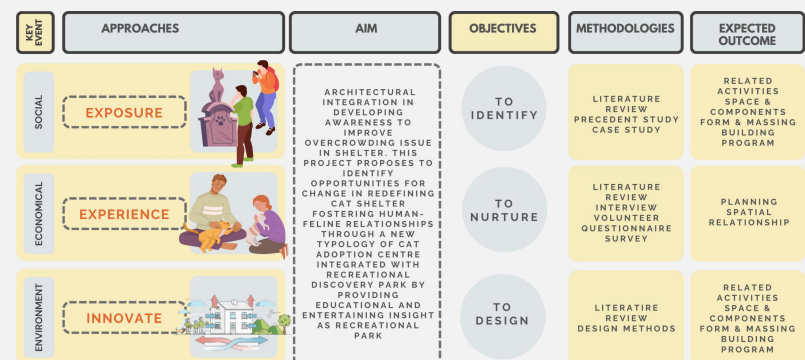 KEY
EVENT
APPROACHES
AIM
OBJECTIVES
METHODOLOGIES
EXPECTED
OUTCOME
SOCIAL
EXPOSURE
ECONOMICAL
EXPERIENCE
ENVIRONMENT
INNOVATE
ARCHITECTURAL
INTEGRATION IN
DEVELOPING
AWARENESS TO
IMPROVE
OVERCROWDING ISSUE
IN SHELTER. THIS
PROJECT PROPOSES TO
IDENTIFY
OPPORTUNITIES FOR
CHANGE IN REDEFINING
CAT SHELTER
FOSTERING HUMAN-
FELINE RELATIONSHIPS
THROUGH A NEW
TYPOLOGY OF CAT
ADOPTION CENTRE
INTEGRATED WITH
RECREATIONAL
DISCOVERY PARK BY
PROVIDING
EDUCATIONAL AND
ENTERTAINING INSIGHT
AS RECREATIONAL
PARK
TO
IDENTIFY
TO
NURTURE
TO
DESIGN
LITERATURE
REVIEW
PRECEDENT STUDY
CASE STUDY
LITERATURE
REVIEW
INTERVIEW
VOLUNTEER
QUESTIONNAIRE
SURVEY
LITERATIRE
REVIEW
DESIGN METHODS
RELATED
ACTIVITIES
SPACE &
COMPONENTS
FORM & MASSING
BUILDING
PROGRAM
PLANNING
SPATIAL
RELATIONSHIP
RELATED
ACTIVITIES
SPACE &
COMPONENTS
FORM & MASSING
BUILDING
PROGRAM